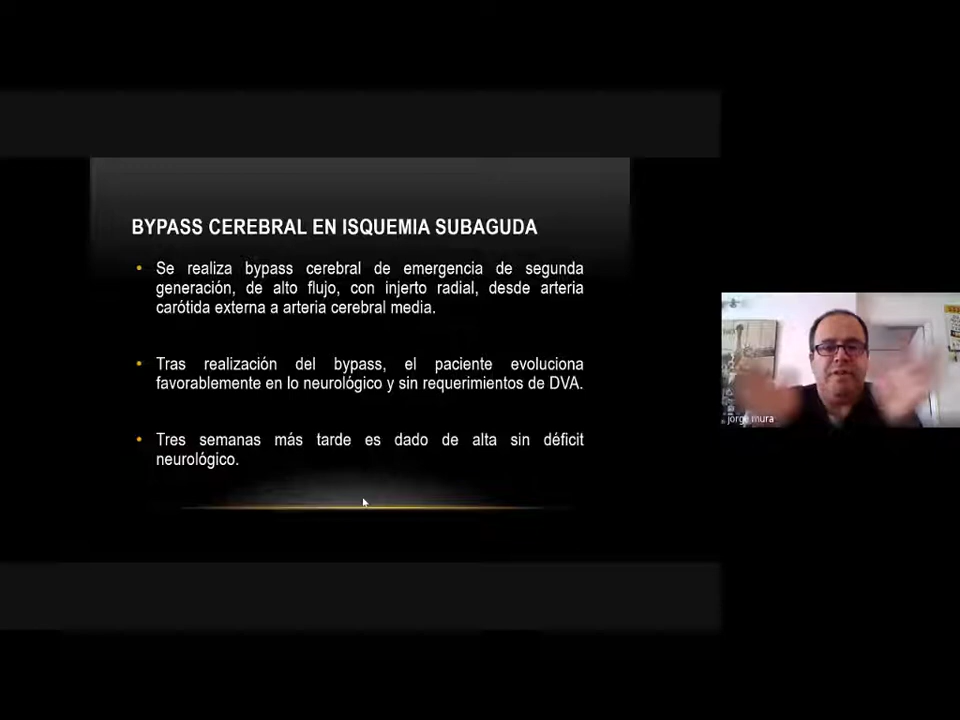 BYPASS CEREBRAL EN ISQUEMIA SUBAGUDA
• Se realiza bypass cerebral de emergencia de segunda
generación, de alto flujo, con injerto radial, desde arteria
carótida externa a arteria cerebral media.
• Tras realización del bypass, el paciente evoluciona
favorablemente en lo neurológico y sin requerimientos de DVA.
• Tres semanas más tarde es dado de alta sin déficit
neurológico.
jorge mura